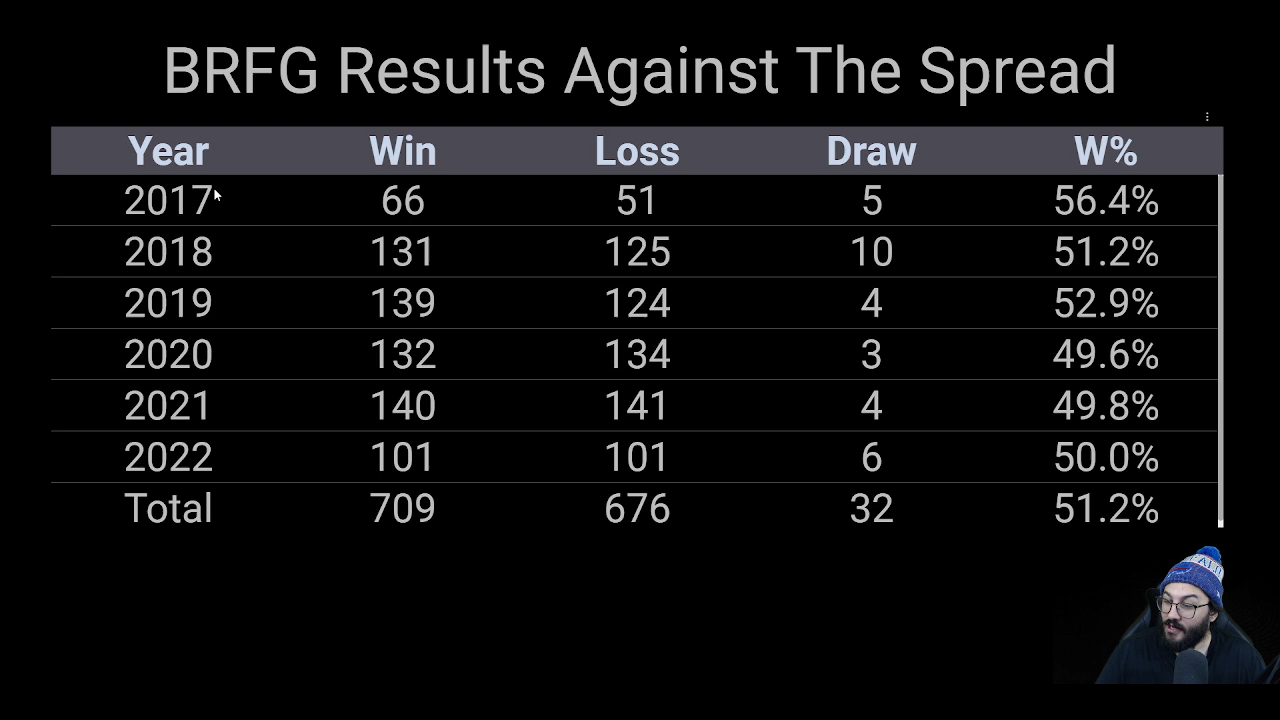 BRFG Results Against The Spread
Year Win Loss Draw W%
2017 66 51 5 56.4%
2018 131 125 10 51.2%
2019 139 124 4 52.9%
2020 132 134 3 49.6%
2021 140 141 4 49.8%
2022 101 101 6 50.0%
Total 709 676 32 51.2%